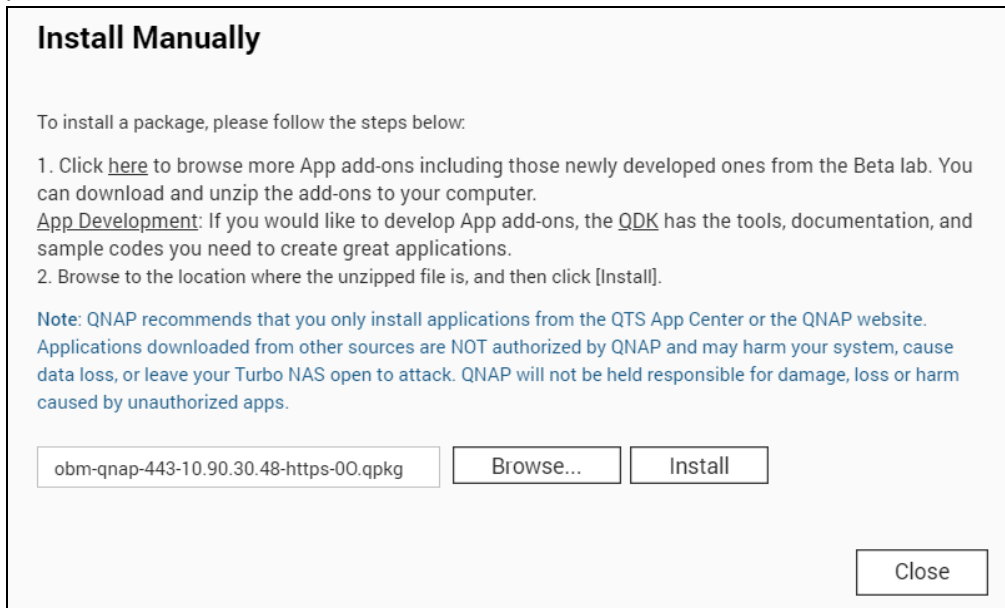 Install Manually
To install a package, please follow the steps below:
1. Click here to browse more App add-ons including those newly developed ones from the Beta lab. You
can download and unzip the add-ons to your computer.
App Development: If you would like to develop App add-ons, the QDK has the tools, documentation, and
sample codes you need to create great applications.
2. Browse to the location where the unzipped file is, and then click [Install].
Note: QNAP recommends that you only install applications from the QTS App Center or the QNAP website.
Applications downloaded from other sources are NOT authorized by QNAP and may harm your system, cause
data loss, or leave your Turbo NAS open to attack. QNAP will not be held responsible for damage, loss or harm
caused by unauthorized apps.
obm-qnap-443-10.90.30.48-https-0O.qpkg Browse... Install
Close